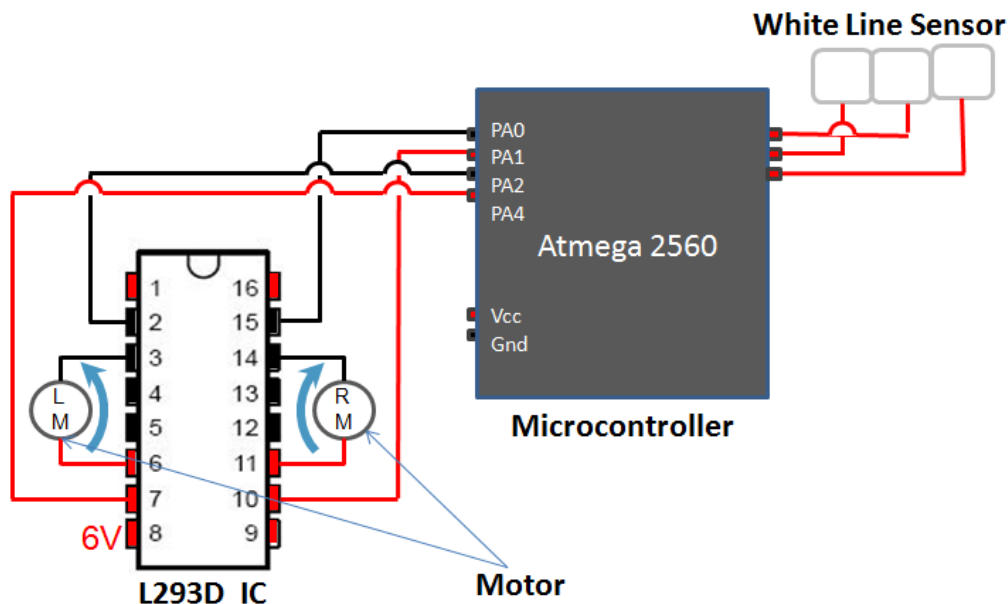 White Line Sensor
PA0
PA1
PA2
PA4
Atmega 2560
Vcc
Gnd
Microcontroller
1 16
2 15
3 14
4 13
5 12
6 11
7 10
8 9
L
M
R
M
6V
L293D IC
Motor